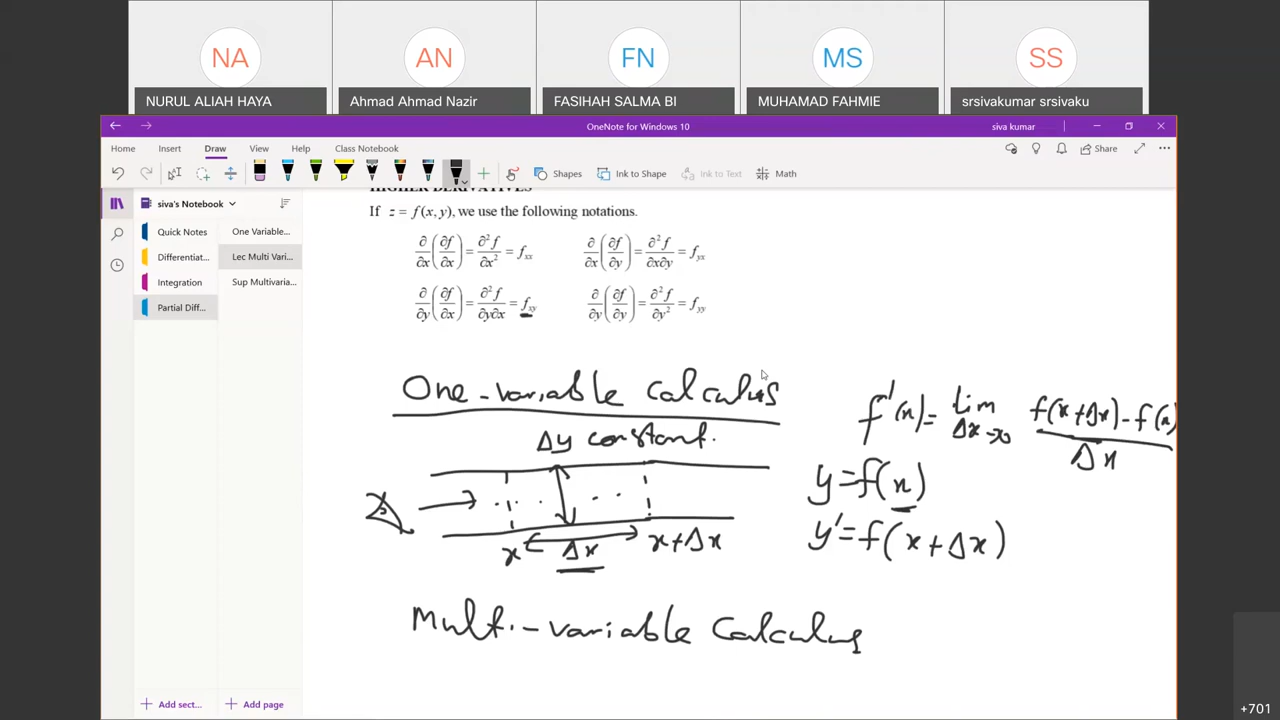 NA AN FN MS SS
NURUL ALIAH HAYA Ahmad Ahmad Nazir FASIHAH SALMA BI MUHAMAD FAHMIE srsivakumar srsivaku
OneNote for Windows 10 siva kumar
Home Insert Draw View Help Class Notebook Share
Shapes Ink to Shape Ink to Text Math
siva's Notebook
Quick Notes
Differentiat...
Integration
Partial Diff...
One Variable...
Lec Multi Vari...
Sup Multivaria...
Add sect... Add page
HIGHER DERIVATIVES
If z = f(x, y), we use the following notations.
∂/∂x(∂f/∂x) = ∂²f/∂x² = fxx ∂/∂x(∂f/∂y) = ∂²f/∂x∂y = fyx
∂/∂y(∂f/∂x) = ∂²f/∂y∂x = fxy ∂/∂y(∂f/∂y) = ∂²f/∂y² = fyy
One-variable calculus
Δy constant.
x Δx x+Δx
f'(x) = lim Δx→0 f(x+Δx) - f(x) / Δx
y = f(x)
y' = f(x+Δx)
Multi-variable Calculus
+701